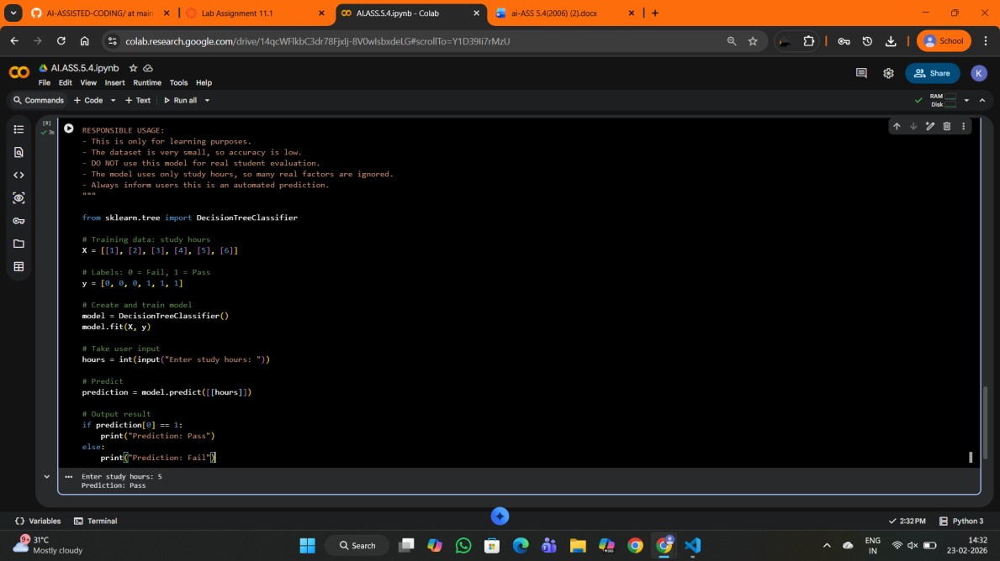 AI-ASSISTED-CODING/ at main
Lab Assignment 11.1
AI.ASS.5.4.ipynb - Colab
ai-ASS 5.4(2006) (2).docx
colab.research.google.com/drive/14qcWFlkbC3dr78Fjxlj-8V0wIsbxdeLG#scrollTo=Y1D39Ii7rMzU
School
AI.ASS.5.4.ipynb
File Edit View Insert Runtime Tools Help
Share
K
Commands + Code + Text Run all
RAM
Disk
[8]
3s
RESPONSIBLE USAGE:
- This is only for learning purposes.
- The dataset is very small, so accuracy is low.
- DO NOT use this model for real student evaluation.
- The model uses only study hours, so many real factors are ignored.
- Always inform users this is an automated prediction.
"""
from sklearn.tree import DecisionTreeClassifier
# Training data: study hours
X = [[1], [2], [3], [4], [5], [6]]
# Labels: 0 = Fail, 1 = Pass
y = [0, 0, 0, 1, 1, 1]
# Create and train model
model = DecisionTreeClassifier()
model.fit(X, y)
# Take user input
hours = int(input("Enter study hours: "))
# Predict
prediction = model.predict([[hours]])
# Output result
if prediction[0] == 1:
    print("Prediction: Pass")
else:
    print("Prediction: Fail")
Enter study hours: 5
Prediction: Pass
Variables Terminal
2:32 PM Python 3
9+
31°C
Mostly cloudy
Search
M365
ENG
IN
14:32
23-02-2026